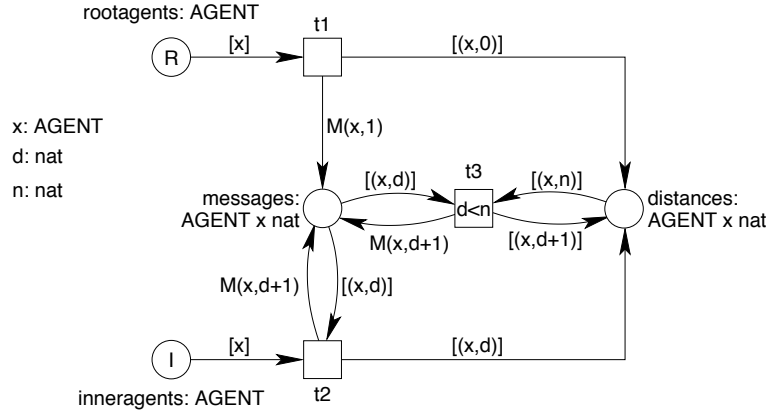 rootagents: AGENT
t1
R
[x]
[(x,0)]
x: AGENT
d: nat
n: nat
M(x,1)
t3
messages:
AGENT x nat
[(x,d)]
d<n
[(x,n)]
distances:
AGENT x nat
M(x,d+1)
[(x,d+1)]
M(x,d+1)
[(x,d)]
I
[x]
[(x,d)]
t2
inneragents: AGENT